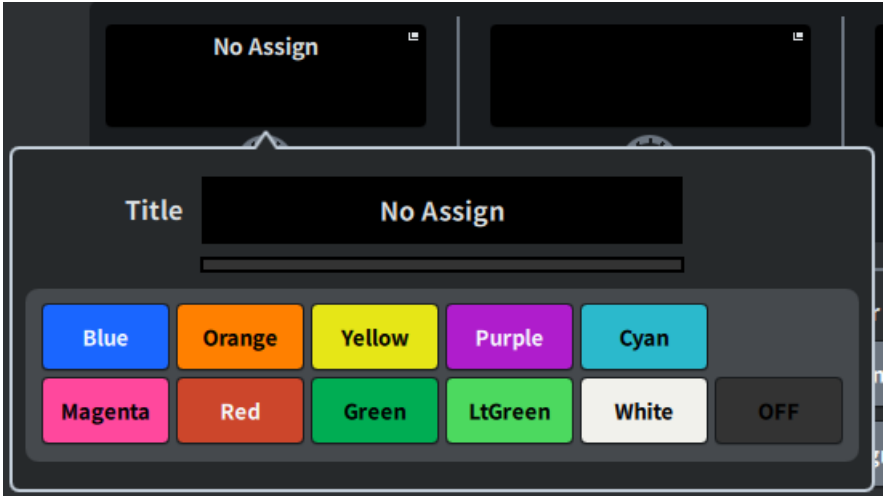 No Assign
Title No Assign
Blue Orange Yellow Purple Cyan
Magenta Red Green LtGreen White OFF